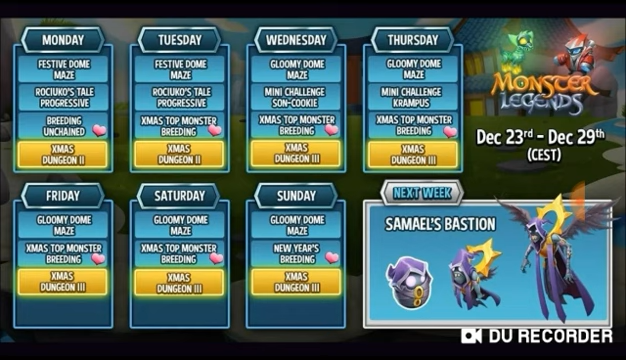 MONDAY
FESTIVE DOME
MAZE
ROCIUKO'S TALE
PROGRESSIVE
BREEDING
UNCHAINED
XMAS
DUNGEON II
TUESDAY
FESTIVE DOME
MAZE
ROCIUKO'S TALE
PROGRESSIVE
XMAS TOP MONSTER
BREEDING
XMAS
DUNGEON II
WEDNESDAY
GLOOMY DOME
MAZE
MINI CHALLENGE
SON-COOKIE
XMAS TOP MONSTER
BREEDING
XMAS
DUNGEON III
THURSDAY
GLOOMY DOME
MAZE
MINI CHALLENGE
KRAMPUS
XMAS TOP MONSTER
BREEDING
XMAS
DUNGEON III
MONSTER
LEGENDS
Dec 23rd - Dec 29th
(CEST)
FRIDAY
GLOOMY DOME
MAZE
XMAS TOP MONSTER
BREEDING
XMAS
DUNGEON III
SATURDAY
GLOOMY DOME
MAZE
XMAS TOP MONSTER
BREEDING
XMAS
DUNGEON III
SUNDAY
GLOOMY DOME
MAZE
NEW YEAR'S
BREEDING
XMAS
DUNGEON III
NEXT WEEK
SAMAEL'S BASTION
DU RECORDER